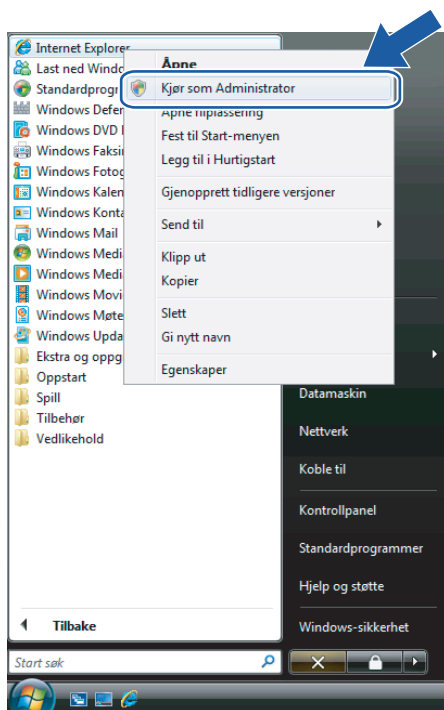 Internet Explorer
Last ned Windo
Standardprogr
Windows Defer
Windows DVD
Windows Faksi
Windows Fotog
Windows Kalen
Windows Konta
Windows Mail
Windows Medi
Windows Medi
Windows Movi
Windows Møte
Windows Upda
Ekstra og oppg
Oppstart
Spill
Tilbehør
Vedlikehold
Tilbake
Start søk
Åpne
Kjør som Administrator
Åpne filplassering
Fest til Start-menyen
Legg til i Hurtigstart
Gjenopprett tidligere versjoner
Send til
Klipp ut
Kopier
Slett
Gi nytt navn
Egenskaper
Datamaskin
Nettverk
Koble til
Kontrollpanel
Standardprogrammer
Hjelp og støtte
Windows-sikkerhet